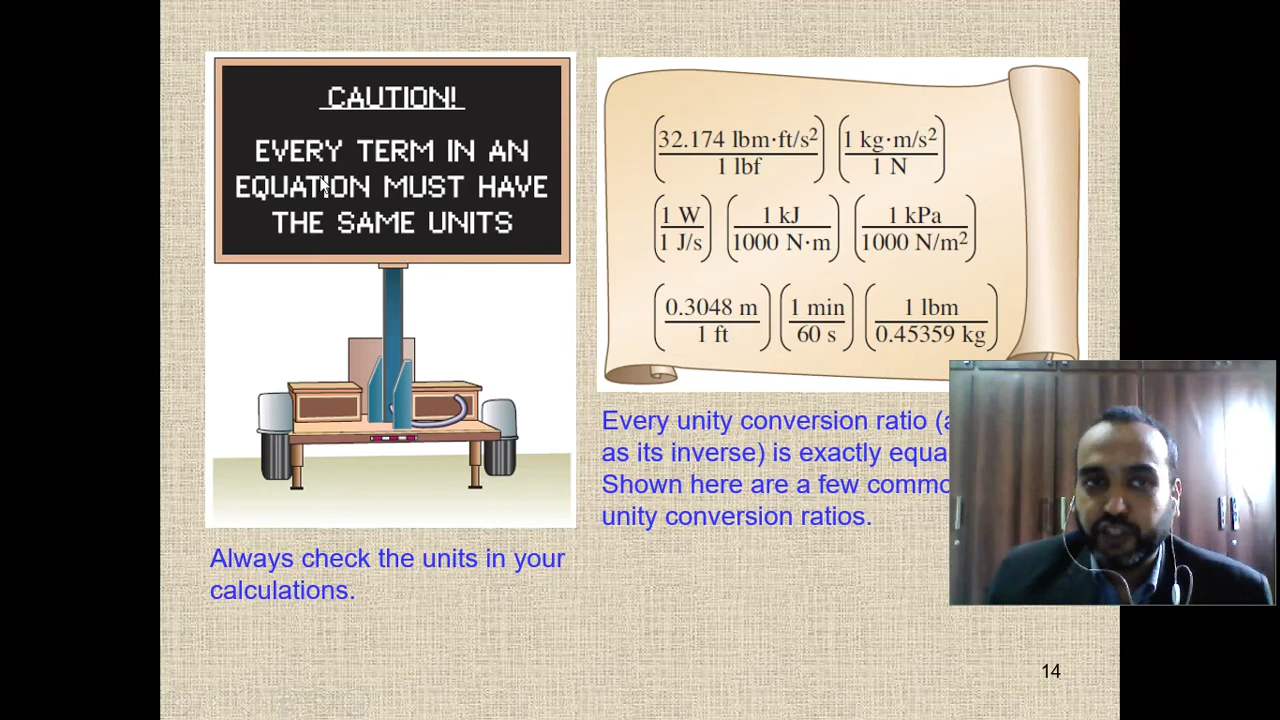 CAUTION!
EVERY TERM IN AN
EQUATION MUST HAVE
THE SAME UNITS
Always check the units in your
calculations.
32.174 lbm·ft/s²
1 lbf
1 kg·m/s²
1 N
1 W
1 J/s
1 kJ
1000 N·m
1 kPa
1000 N/m²
0.3048 m
1 ft
1 min
60 s
1 lbm
0.45359 kg
Every unity conversion ratio
as its inverse) is exactly
Shown here are a few
unity conversion ratios.
14